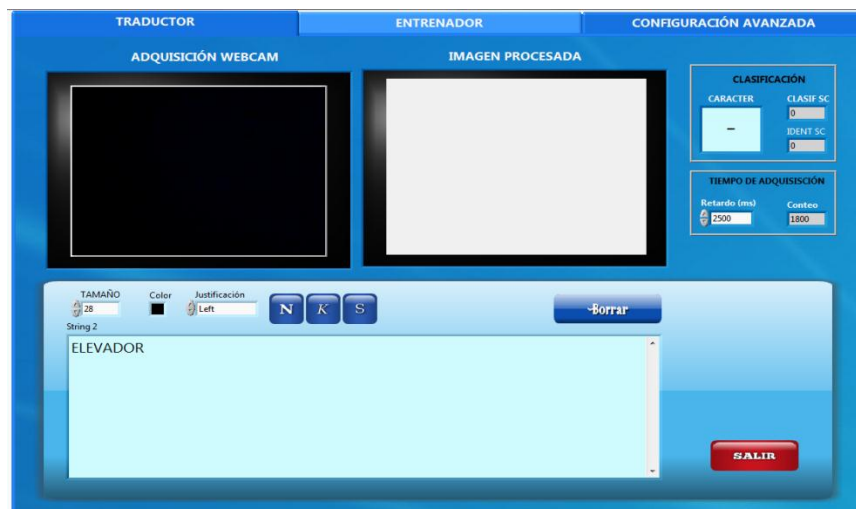 TRADUCTOR ENTRENADOR CONFIGURACIÓN AVANZADA
ADQUISICIÓN WEBCAM IMAGEN PROCESADA
CLASIFICACIÓN
CARACTER CLASIF SC
0
–
IDENT SC
0
TIEMPO DE ADQUISISCIÓN
Retardo (ms) Conteo
2500 1800
TAMAÑO Color Justificación
28 Left
N K S
Borrar
String 2
ELEVADOR
SALIR